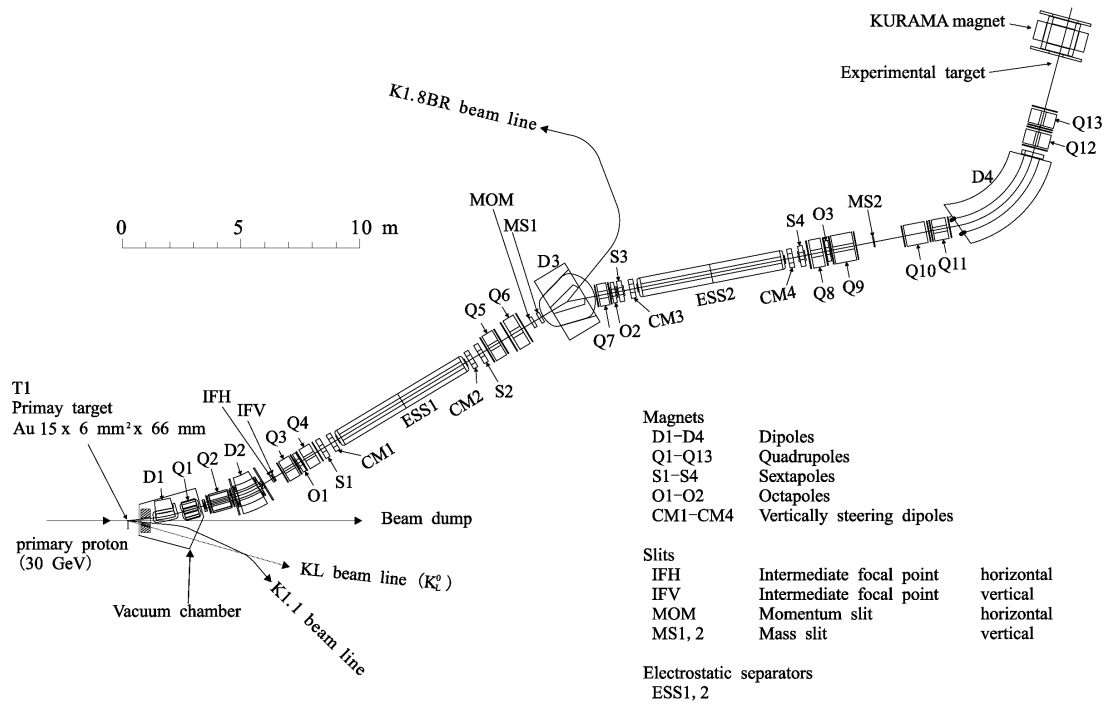 KURAMA magnet
Experimental target
K1.8BR beam line
Q13
Q12
D4
0 5 10 m
MOM
MS1
D3
S3
S4
O3
MS2
Q10
Q11
Q9
Q8
CM4
ESS2
CM3
O2
Q7
Q6
Q5
S2
CM2
ESS1
T1
Primay target
Au 15 x 6 mm²x 66 mm
IFH
IFV
Q3
Q4
CM1
S1
O1
D1
Q1
Q2
D2
Beam dump
primary proton
(30 GeV)
KL beam line (K⁰L)
K1.1 beam line
Vacuum chamber
Magnets
D1-D4 Dipoles
Q1-Q13 Quadrupoles
S1-S4 Sextapoles
O1-O2 Octapoles
CM1-CM4 Vertically steering dipoles
Slits
IFH Intermediate focal point horizontal
IFV Intermediate focal point vertical
MOM Momentum slit horizontal
MS1, 2 Mass slit vertical
Electrostatic separators
ESS1, 2